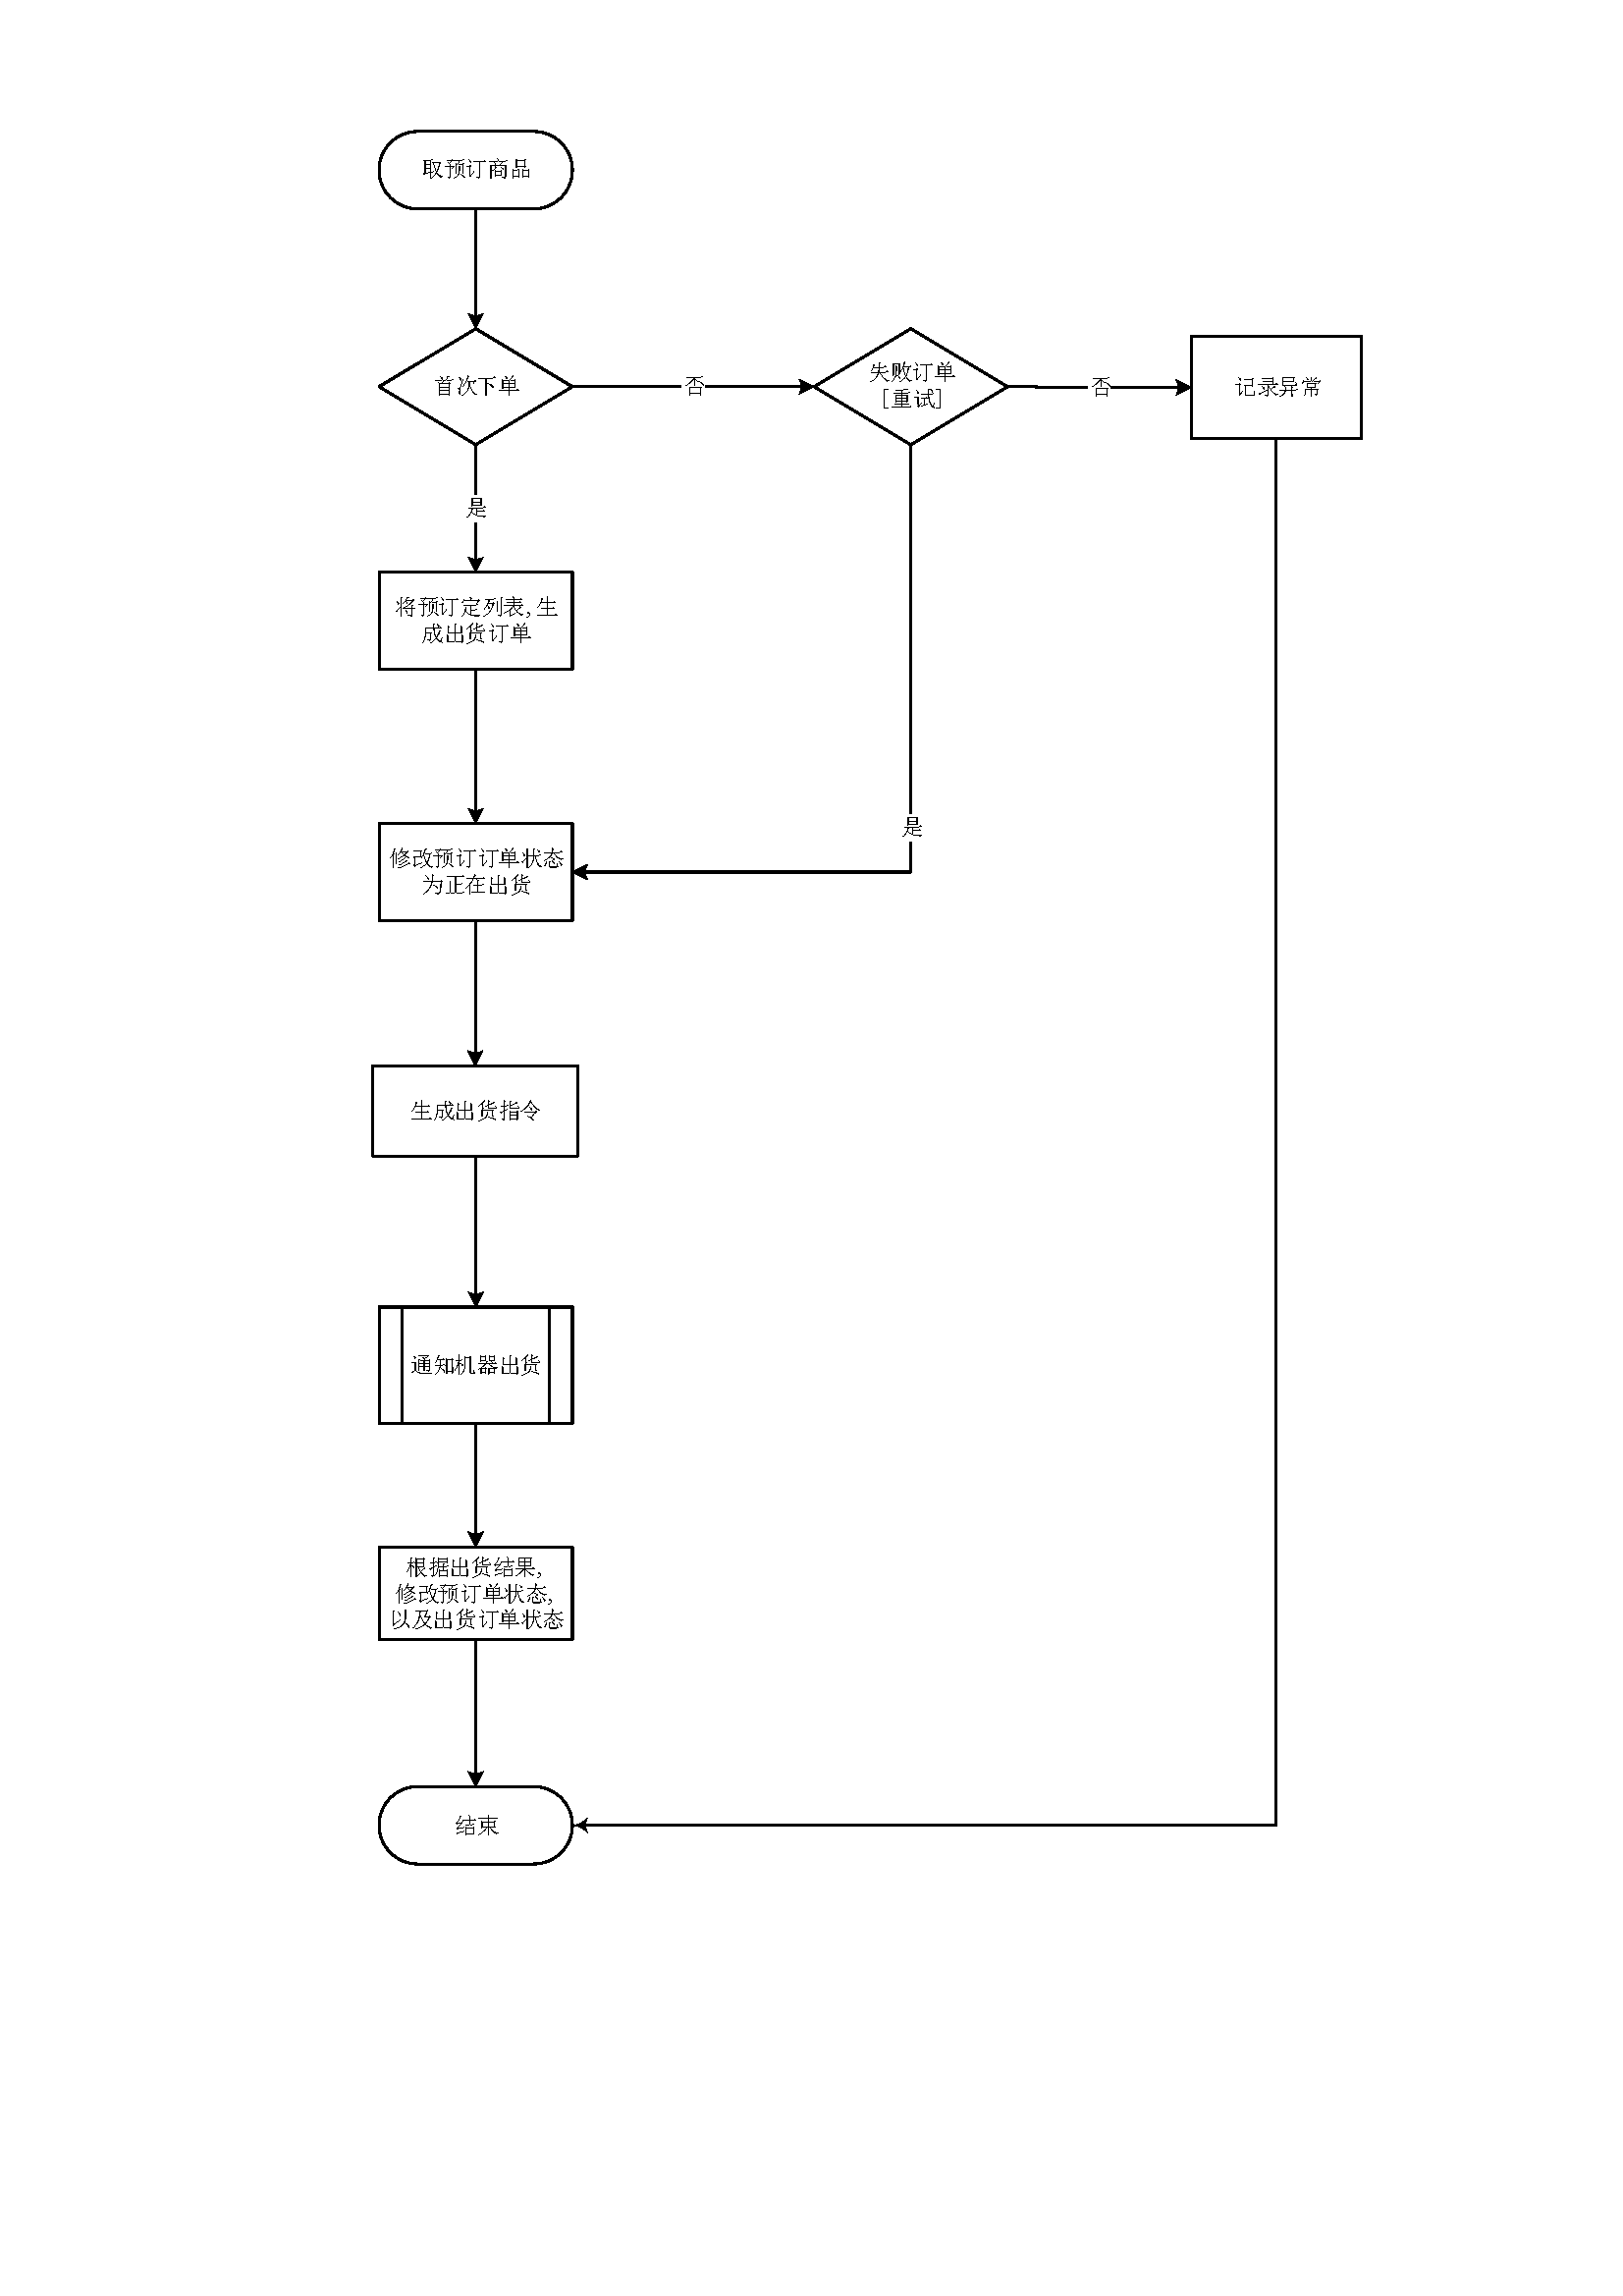 取预订商品
首次下单
否
失败订单
[重试]
否
记录异常
是
将预订定列表,生
成出货订单
是
修改预订订单状态
为正在出货
生成出货指令
通知机器出货
根据出货结果,
修改预订单状态,
以及出货订单状态
结束